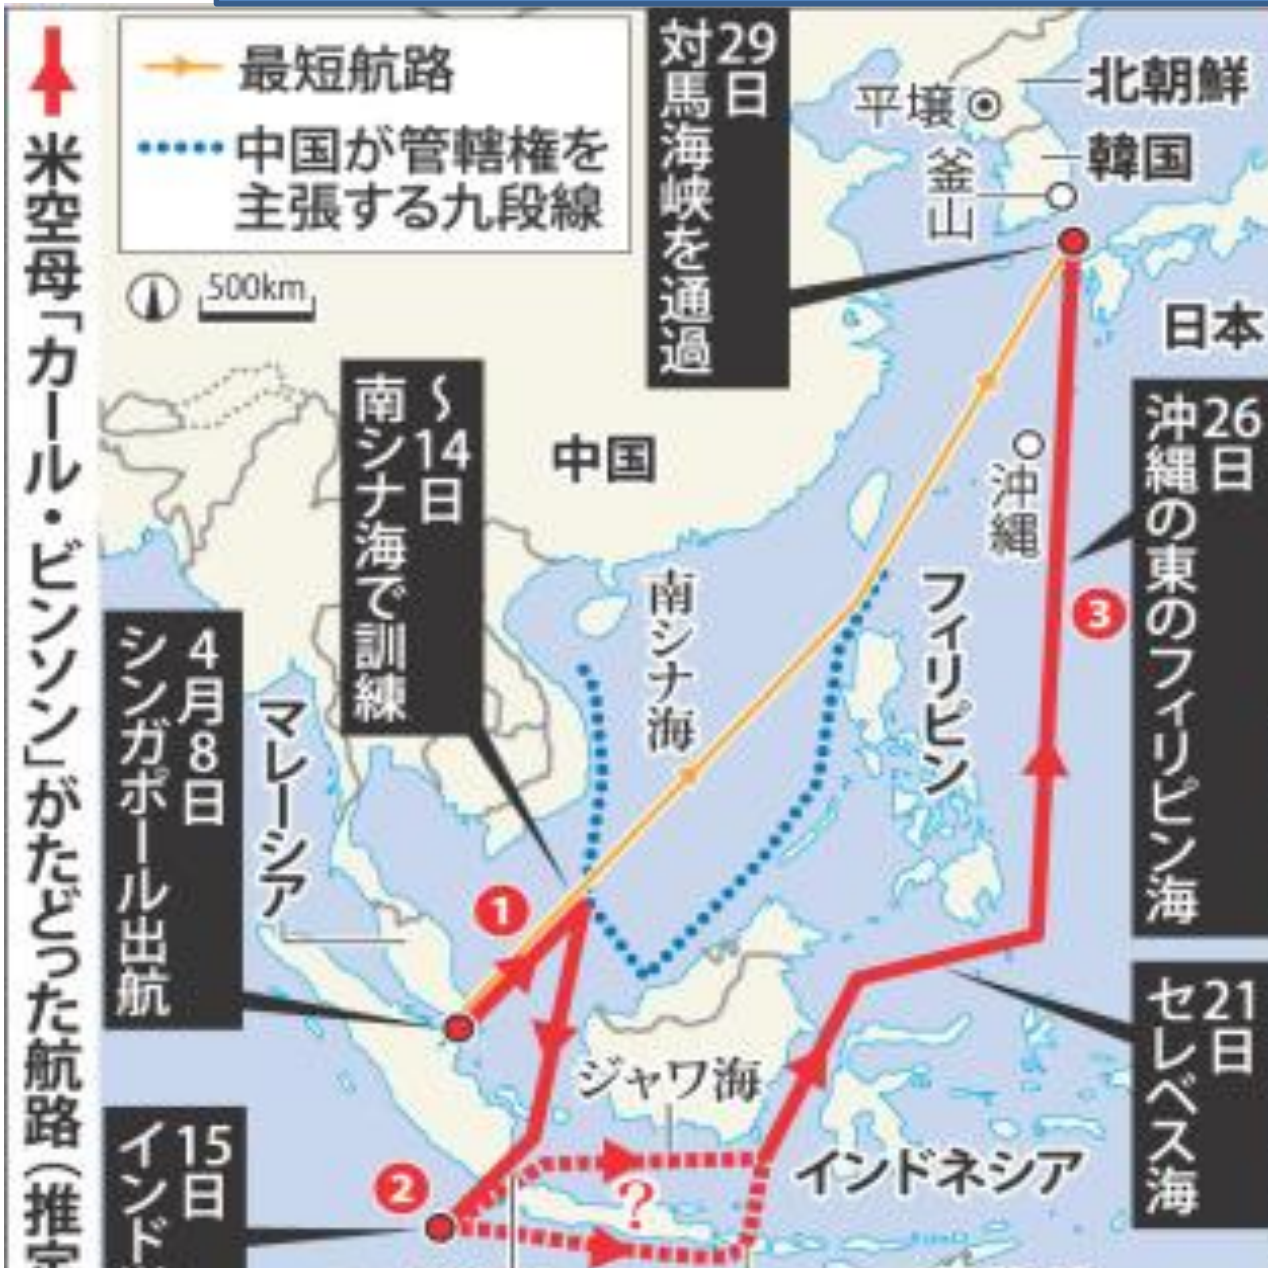 米空母「カール・ビンソン」がたどった航路(推定
最短航路
中国が管轄権を
主張する九段線
500km
29日
対馬海峡を通過
平壌
北朝鮮
韓国
釜山
日本
〜14日
南シナ海で訓練
中国
26日
沖縄の東のフィリピン海
沖縄
南シナ海
フィリピン
3
4月8日
シンガポール出航
マレーシア
1
21日
セレベス海
ジャワ海
インドネシア
15日
インド
2
?